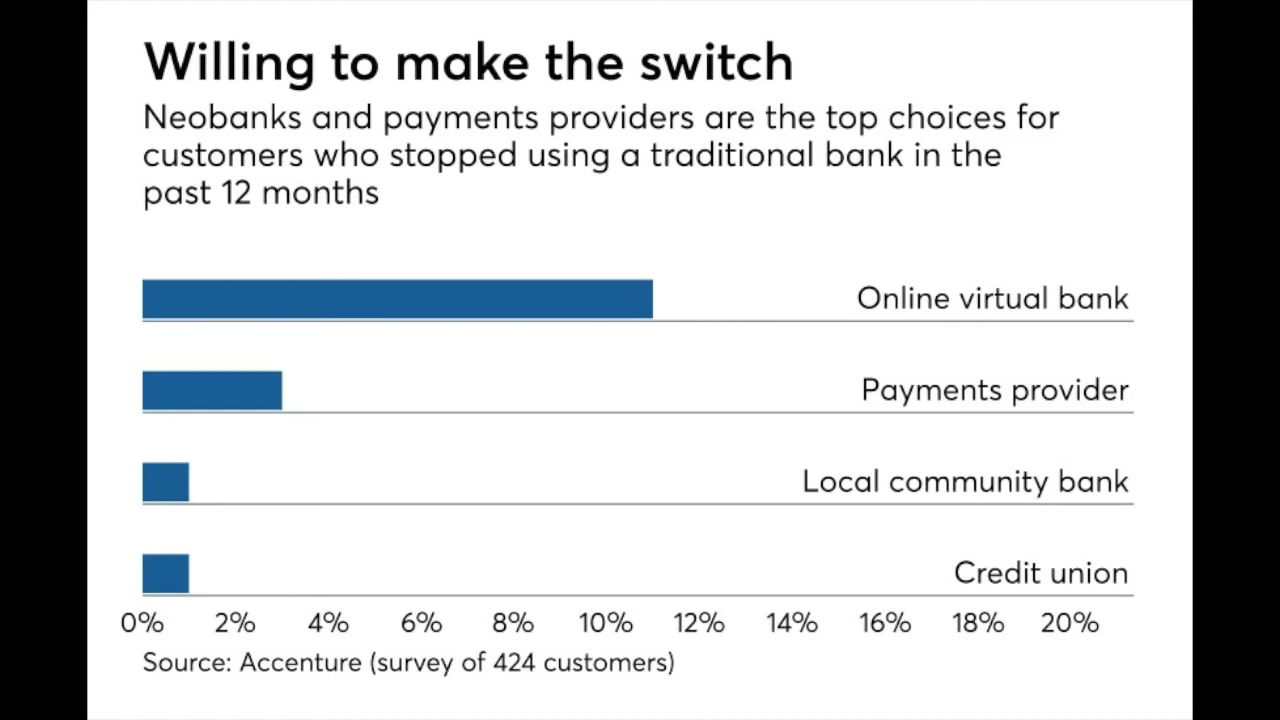 Willing to make the switch
Neobanks and payments providers are the top choices for
customers who stopped using a traditional bank in the
past 12 months
Online virtual bank
Payments provider
Local community bank
Credit union
0% 2% 4% 6% 8% 10% 12% 14% 16% 18% 20%
Source: Accenture (survey of 424 customers)